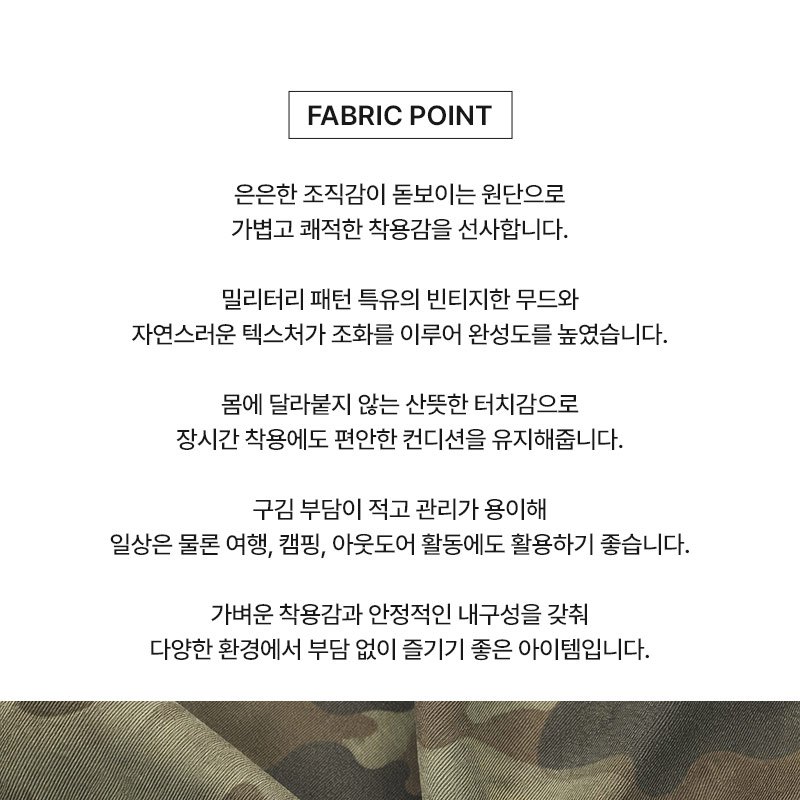 FABRIC POINT
은은한 조직감이 돋보이는 원단으로
가볍고 쾌적한 착용감을 선사합니다.
밀리터리 패턴 특유의 빈티지한 무드와
자연스러운 텍스처가 조화를 이루어 완성도를 높였습니다.
몸에 달라붙지 않는 산뜻한 터치감으로
장시간 착용에도 편안한 컨디션을 유지해줍니다.
구김 부담이 적고 관리가 용이해
일상은 물론 여행, 캠핑, 아웃도어 활동에도 활용하기 좋습니다.
가벼운 착용감과 안정적인 내구성을 갖춰
다양한 환경에서 부담 없이 즐기기 좋은 아이템입니다.